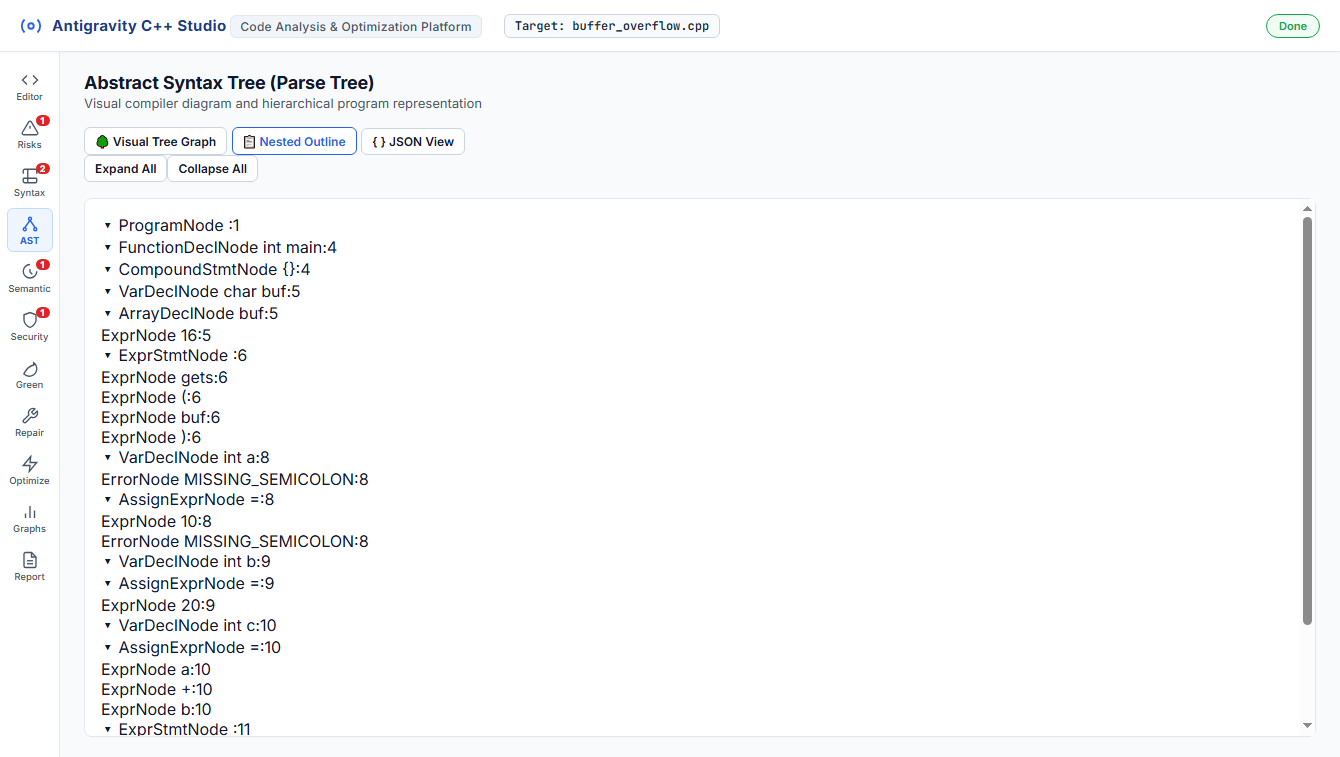 Antigravity C++ Studio Code Analysis & Optimization Platform Target: buffer_overflow.cpp Done
Editor
1
Risks
2
Syntax
AST
1
Semantic
1
Security
Green
Repair
Optimize
Graphs
Report
Abstract Syntax Tree (Parse Tree)
Visual compiler diagram and hierarchical program representation
Visual Tree Graph Nested Outline { } JSON View
Expand All Collapse All
▾ ProgramNode :1
▾ FunctionDeclNode int main:4
▾ CompoundStmtNode {}:4
▾ VarDeclNode char buf:5
▾ ArrayDeclNode buf:5
ExprNode 16:5
▾ ExprStmtNode :6
ExprNode gets:6
ExprNode (:6
ExprNode buf:6
ExprNode ):6
▾ VarDeclNode int a:8
ErrorNode MISSING_SEMICOLON:8
▾ AssignExprNode =:8
ExprNode 10:8
ErrorNode MISSING_SEMICOLON:8
▾ VarDeclNode int b:9
▾ AssignExprNode =:9
ExprNode 20:9
▾ VarDeclNode int c:10
▾ AssignExprNode =:10
ExprNode a:10
ExprNode +:10
ExprNode b:10
▾ ExprStmtNode :11